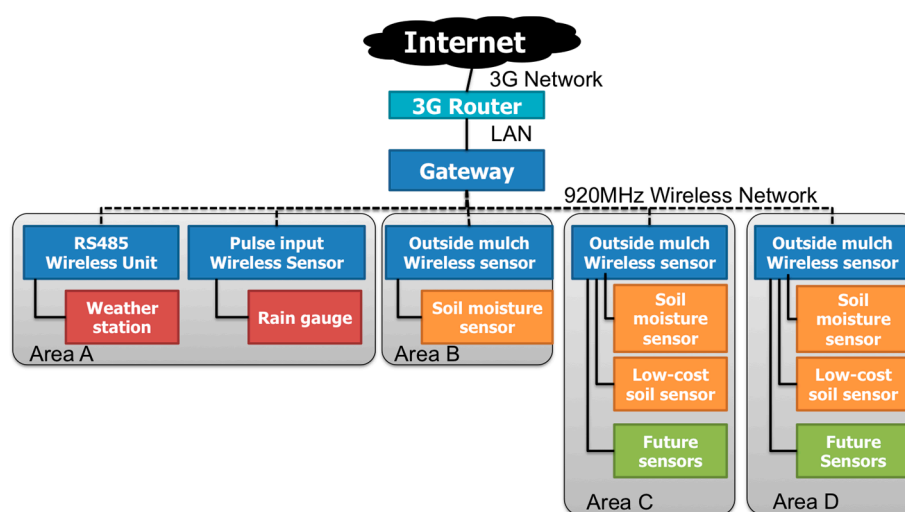 Internet
3G Network
3G Router
LAN
Gateway
920MHz Wireless Network
RS485
Wireless Unit
Weather
station
Pulse input
Wireless Sensor
Rain gauge
Area A
Outside mulch
Wireless sensor
Soil moisture
sensor
Area B
Outside mulch
Wireless sensor
Soil
moisture
sensor
Low-cost
soil sensor
Future
sensors
Area C
Outside mulch
Wireless sensor
Soil
moisture
sensor
Low-cost
soil sensor
Future
Sensors
Area D